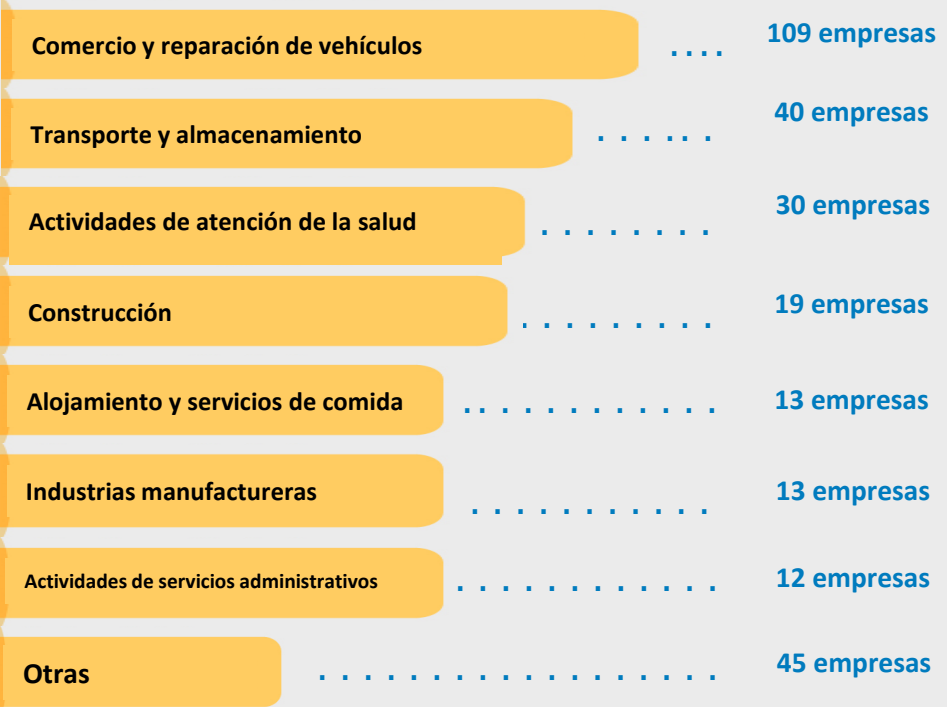 Comercio y reparación de vehículos .... 109 empresas
Transporte y almacenamiento ...... 40 empresas
Actividades de atención de la salud ........ 30 empresas
Construcción ......... 19 empresas
Alojamiento y servicios de comida ............ 13 empresas
Industrias manufactureras ........... 13 empresas
Actividades de servicios administrativos ............ 12 empresas
Otras .................. 45 empresas